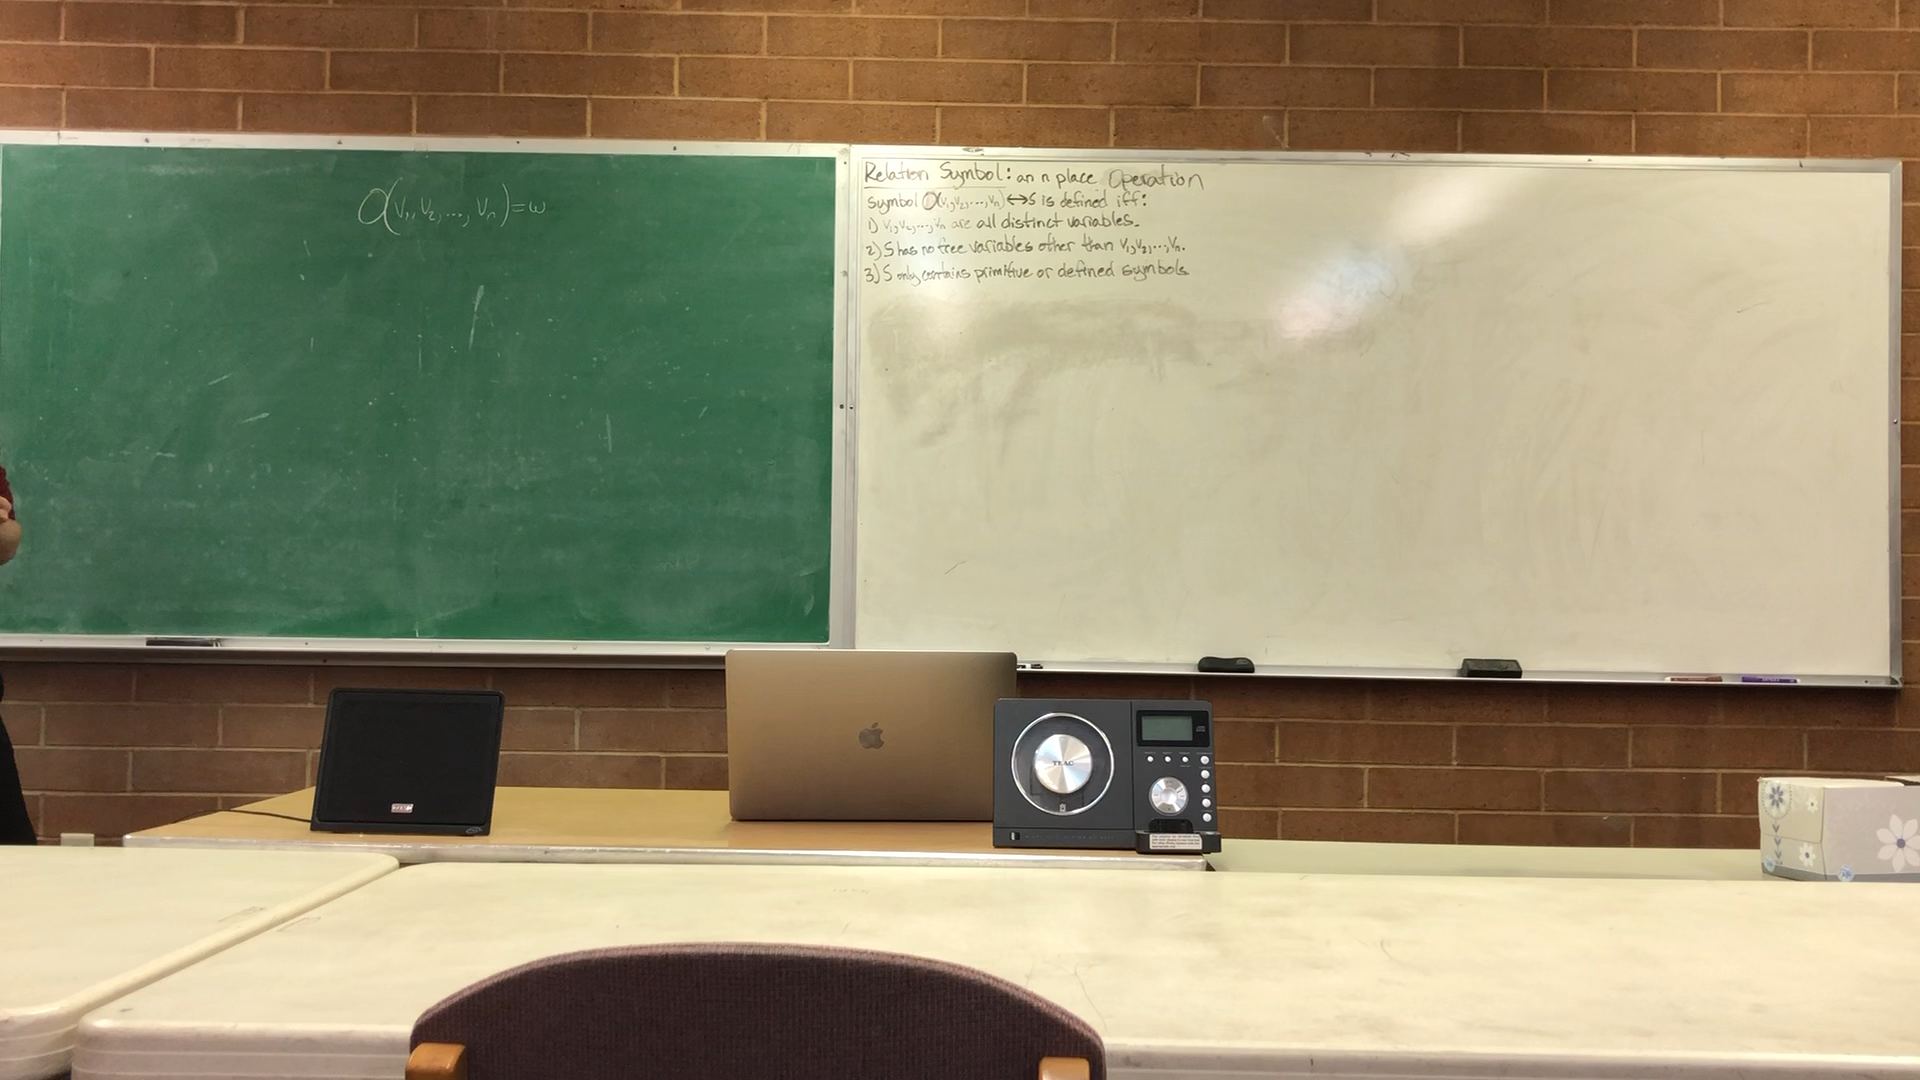 O(v₁,v₂,...,vₙ)=ω
Relation Symbol: an n place Operation
symbol O(v₁,v₂,...,vₙ)↔S is defined iff:
1) v₁,v₂,...,vₙ are all distinct variables.
2) S has no free variables other than v₁,v₂,...,vₙ.
3) S only contains primitive or defined symbols
TEAC